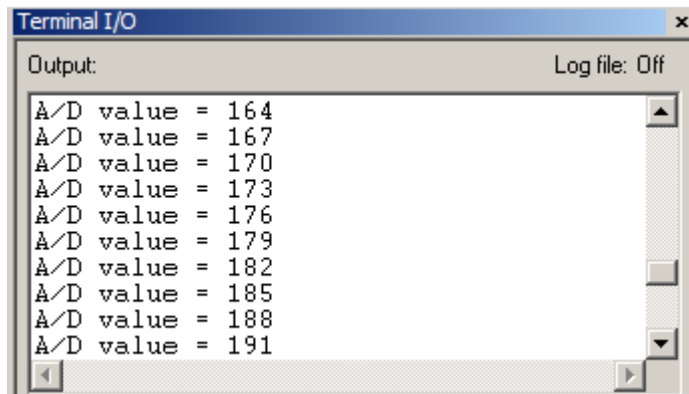 Terminal I/O
Output: Log file: Off
A/D value = 164
A/D value = 167
A/D value = 170
A/D value = 173
A/D value = 176
A/D value = 179
A/D value = 182
A/D value = 185
A/D value = 188
A/D value = 191